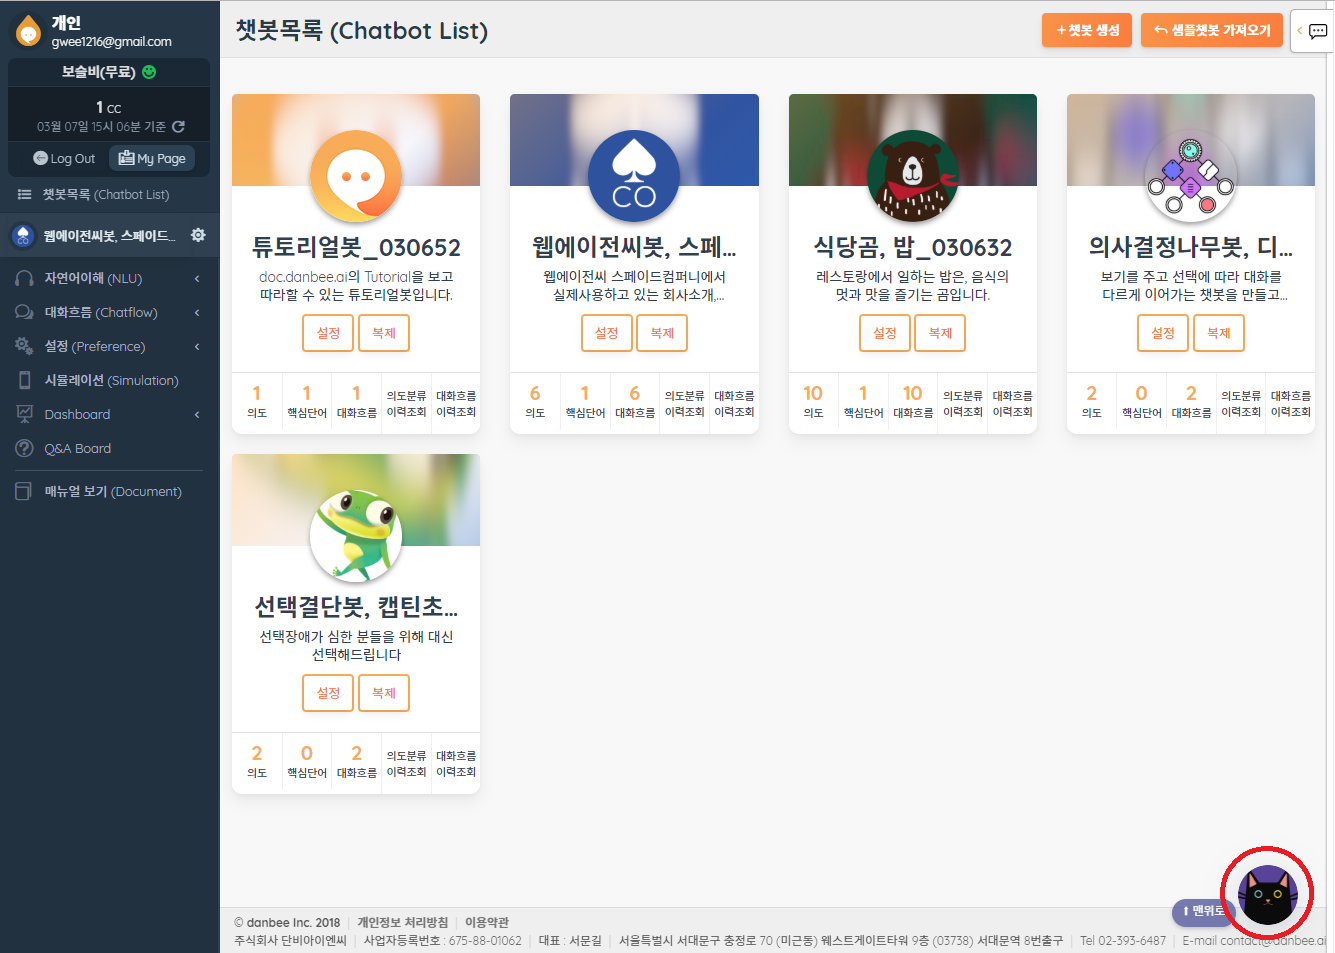 개인
gwee1216@gmail.com
보슬비(무료)
1 CC
03월 07일 15시 06분 기준
Log Out
My Page
챗봇목록 (Chatbot List)
CO
웹에이전씨봇, 스페이드...
자연어이해 (NLU)
대화흐름 (Chatflow)
설정 (Preference)
시뮬레이션 (Simulation)
Dashboard
Q&A Board
매뉴얼 보기 (Document)
챗봇목록 (Chatbot List)
+ 챗봇 생성
샘플챗봇 가져오기
튜토리얼봇_030652
doc.danbee.ai의 Tutorial을 보고
따라할 수 있는 튜토리얼봇입니다.
설정
복제
1 의도
1 핵심단어
1 대화흐름
의도분류 이력조회
대화흐름 이력조회
CO
웹에이전씨봇, 스페...
웹에이전씨 스페이드컴퍼니에서
실제사용하고 있는 회사소개,...
설정
복제
6 의도
1 핵심단어
6 대화흐름
의도분류 이력조회
대화흐름 이력조회
식당곰, 밥_030632
레스토랑에서 일하는 밥은, 음식의
멋과 맛을 즐기는 곰입니다.
설정
복제
10 의도
1 핵심단어
10 대화흐름
의도분류 이력조회
대화흐름 이력조회
의사결정나무봇, 디...
보기를 주고 선택에 따라 대화를
다르게 이어가는 챗봇을 만들고...
설정
복제
2 의도
0 핵심단어
2 대화흐름
의도분류 이력조회
대화흐름 이력조회
선택결단봇, 캡틴초...
선택장애가 심한 분들을 위해 대신
선택해드립니다
설정
복제
2 의도
0 핵심단어
2 대화흐름
의도분류 이력조회
대화흐름 이력조회
© danbee Inc. 2018 | 개인정보 처리방침 | 이용약관
맨위로
주식회사 단비아이엔씨 | 사업자등록번호 : 675-88-01062 | 대표 : 서문길 | 서울특별시 서대문구 충정로 70 (미근동) 웨스트게이트타워 9층 (03738) 서대문역 8번출구 | Tel 02-393-6487 | E-mail contact@danbee.ai